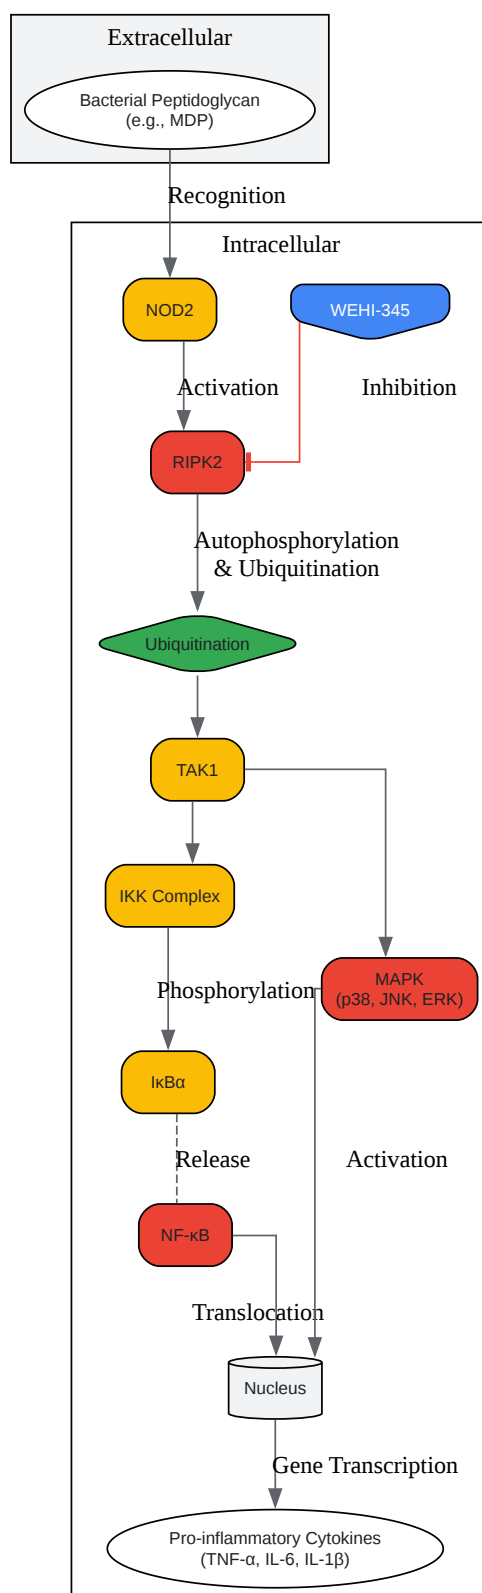 Extracellular
Bacterial Peptidoglycan
(e.g., MDP)
Recognition
Intracellular
NOD2
WEHI-345
Activation
Inhibition
RIPK2
Autophosphorylation
& Ubiquitination
Ubiquitination
TAK1
IKK Complex
Phosphorylation
MAPK
(p38, JNK, ERK)
IκBα
Release
Activation
NF-κB
Translocation
Nucleus
Gene Transcription
Pro-inflammatory Cytokines
(TNF-α, IL-6, IL-1β)